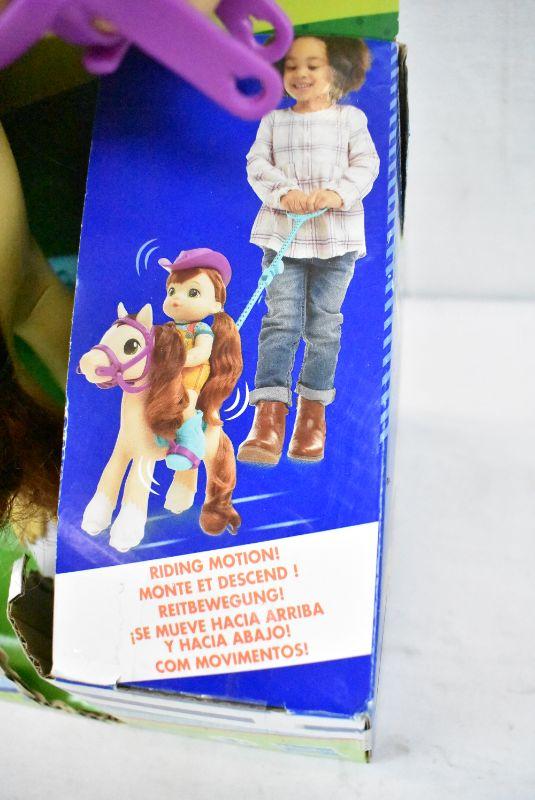 RIDING MOTION!
MONTE ET DESCEND !
REITBEWEGUNG!
¡SE MUEVE HACIA ARRIBA
Y HACIA ABAJO!
COM MOVIMENTOS!